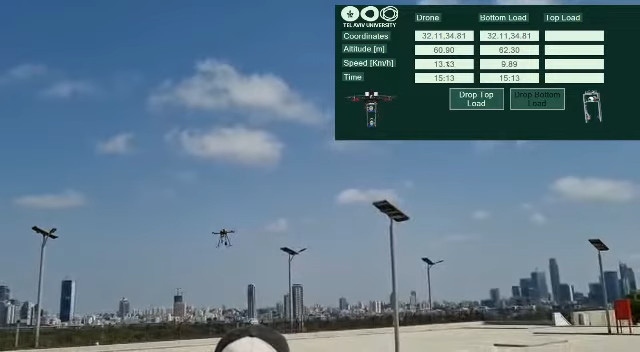 TEL AVIV
UNIVERSITY
Drone Bottom Load Top Load
Coordinates 32.11,34.81 32.11,34.81
Altitude [m] 60.90 62.30
Speed [Km/h] 13.13 9.89
Time 15:13 15:13
Drop Top
Load
Drop Bottom
Load